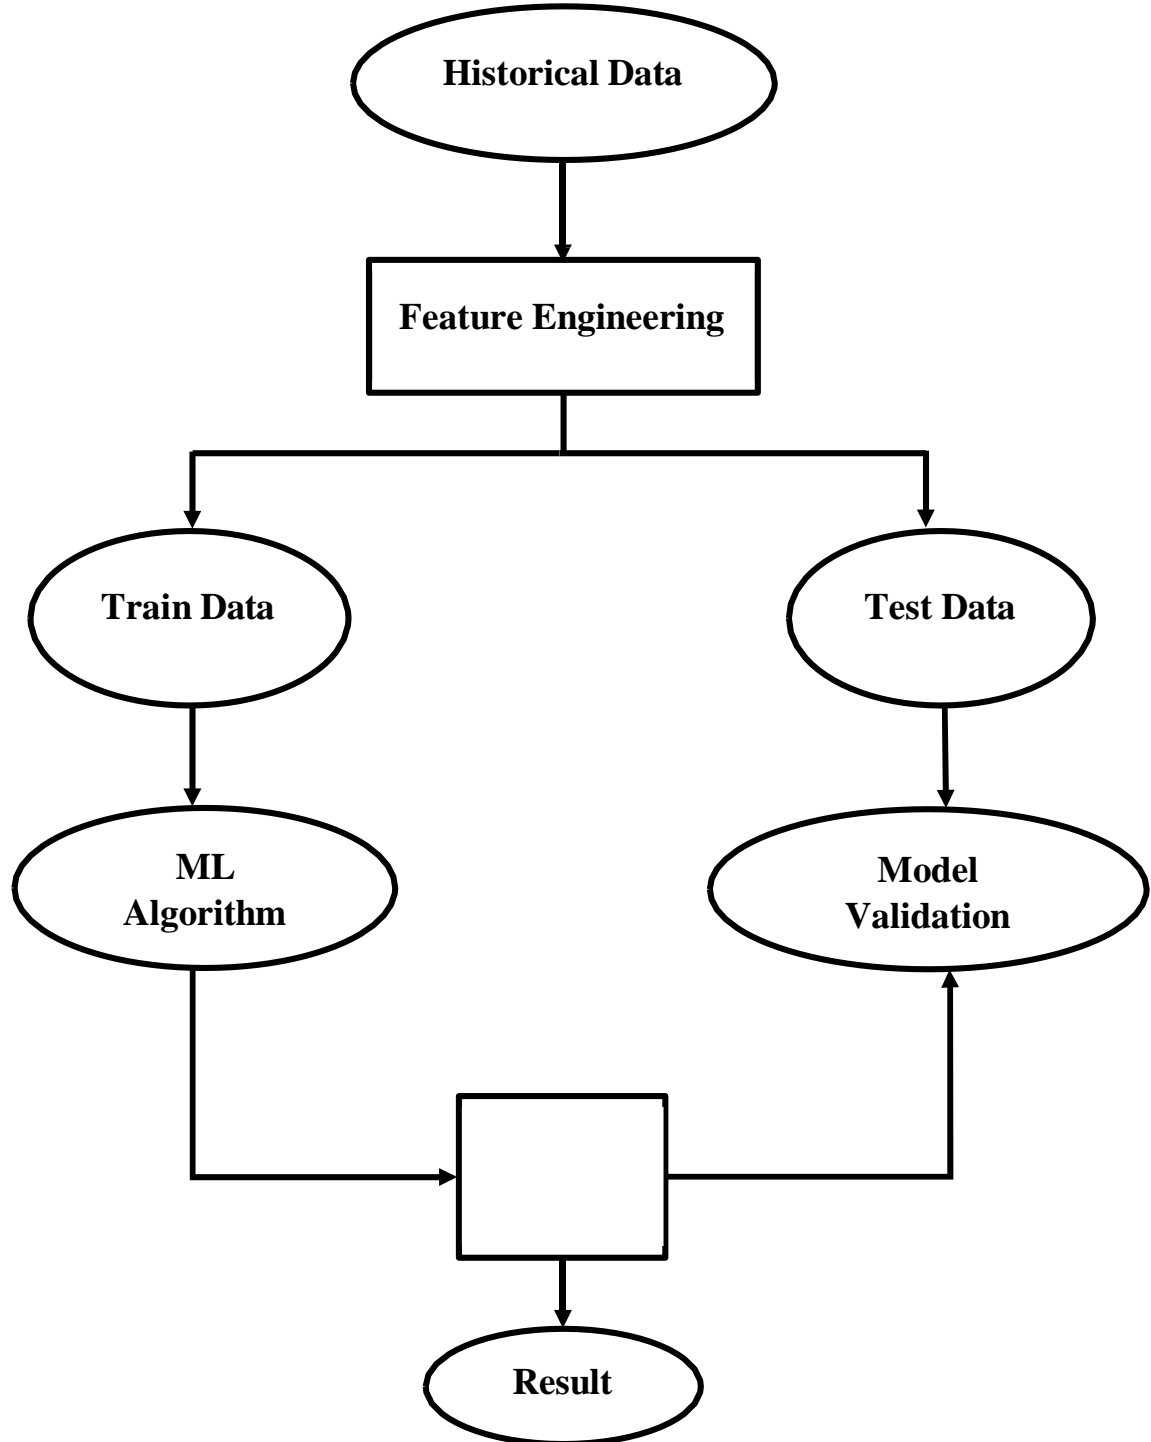 Historical Data
Feature Engineering
Train Data
Test Data
ML
Algorithm
Model
Validation
Result